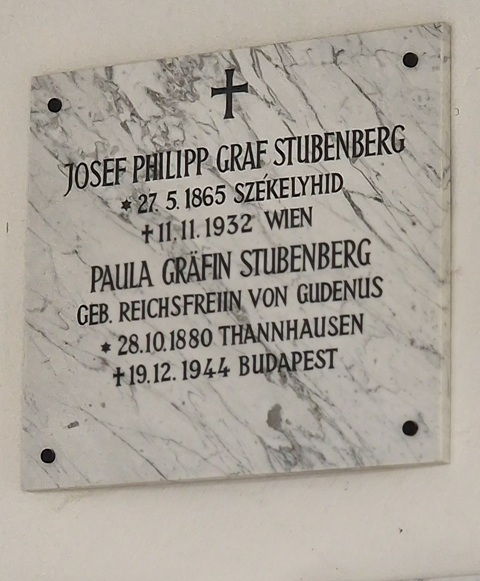 JOSEF PHILIPP GRAF STUBENBERG
* 27. 5. 1865 SZÉKELYHID
✝ 11. 11. 1932 WIEN
PAULA GRÄFIN STUBENBERG
GEB. REICHSFREIIN VON GUDENUS
* 28. 10. 1880 THANNHAUSEN
✝ 19. 12. 1944 BUDAPEST